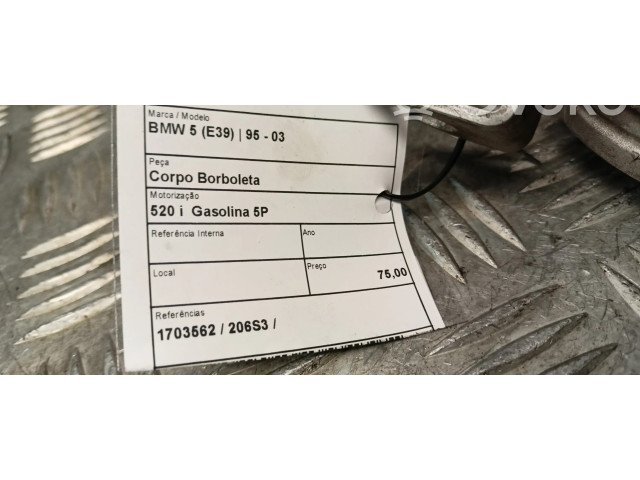 Marca / Modelo
BMW 5 (E39) | 95 - 03
Peça
Corpo Borboleta
Motorização
520 i Gasolina 5P
Referência Interna
Ano
Local
Preço
75,00
Referências
1703562 / 206S3 /